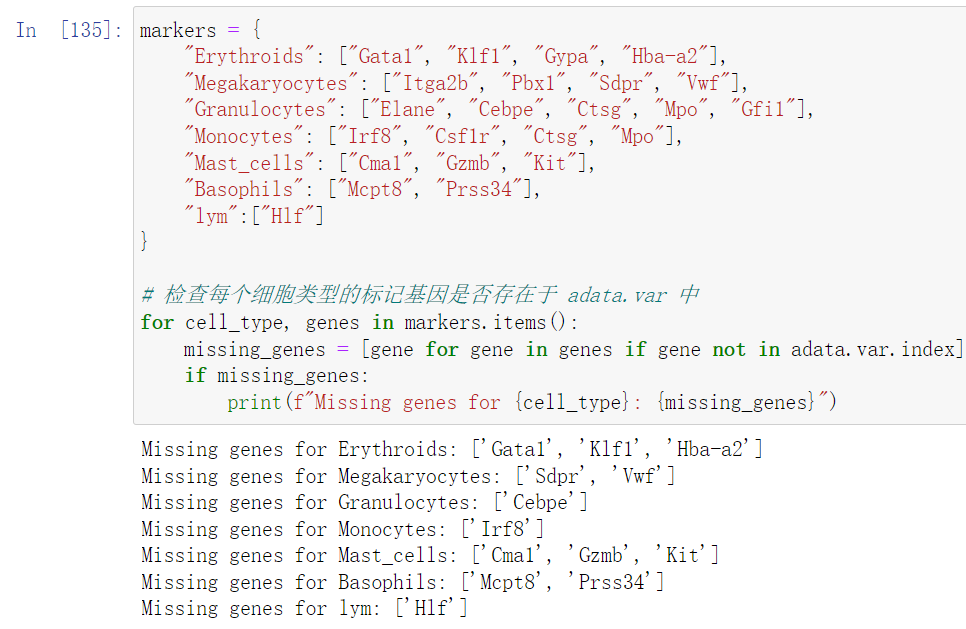 In [135]: markers = {
"Erythroids": ["Gata1", "Klf1", "Gypa", "Hba-a2"],
"Megakaryocytes": ["Itga2b", "Pbx1", "Sdpr", "Vwf"],
"Granulocytes": ["Elane", "Cebpe", "Ctsg", "Mpo", "Gfi1"],
"Monocytes": ["Irf8", "Csf1r", "Ctsg", "Mpo"],
"Mast_cells": ["Cma1", "Gzmb", "Kit"],
"Basophils": ["Mcpt8", "Prss34"],
"lym":["Hlf"]
}
# 检查每个细胞类型的标记基因是否存在于 adata.var 中
for cell_type, genes in markers.items():
missing_genes = [gene for gene in genes if gene not in adata.var.index]
if missing_genes:
print(f"Missing genes for {cell_type}: {missing_genes}")
Missing genes for Erythroids: ['Gata1', 'Klf1', 'Hba-a2']
Missing genes for Megakaryocytes: ['Sdpr', 'Vwf']
Missing genes for Granulocytes: ['Cebpe']
Missing genes for Monocytes: ['Irf8']
Missing genes for Mast_cells: ['Cma1', 'Gzmb', 'Kit']
Missing genes for Basophils: ['Mcpt8', 'Prss34']
Missing genes for lym: ['Hlf']